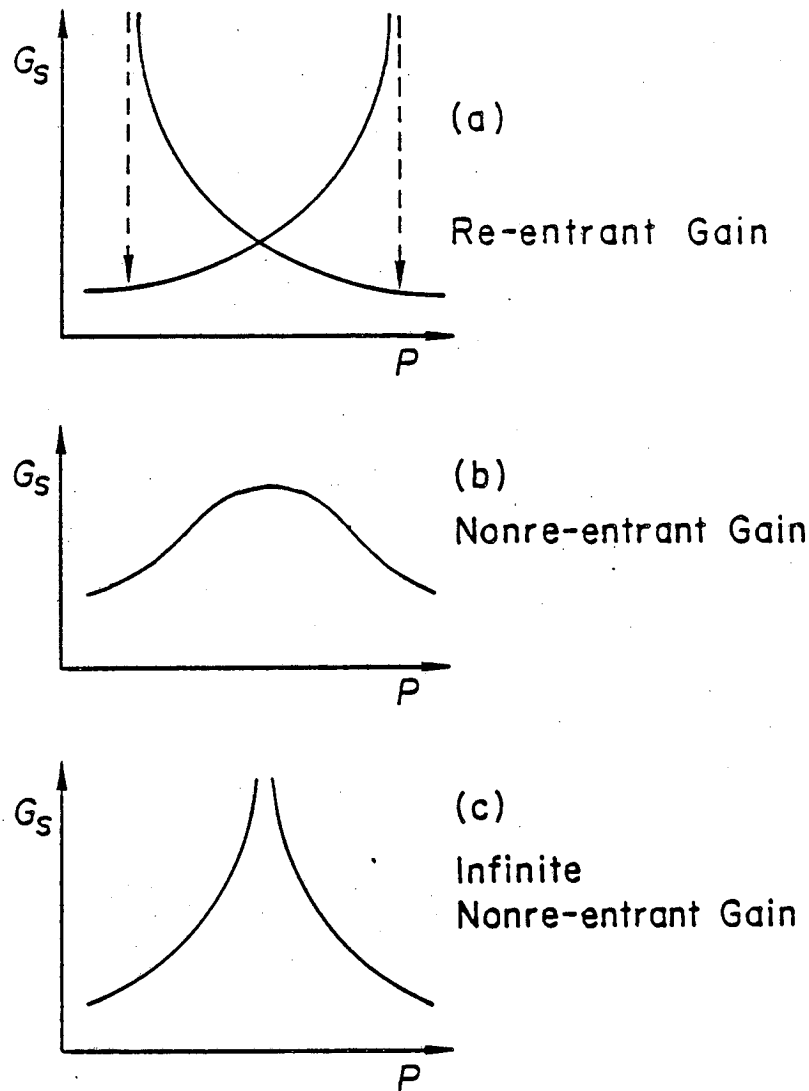 G_S
(a)
Re-entrant Gain
P
G_S
(b)
Nonre-entrant Gain
P
G_S
(c)
Infinite
Nonre-entrant Gain
P